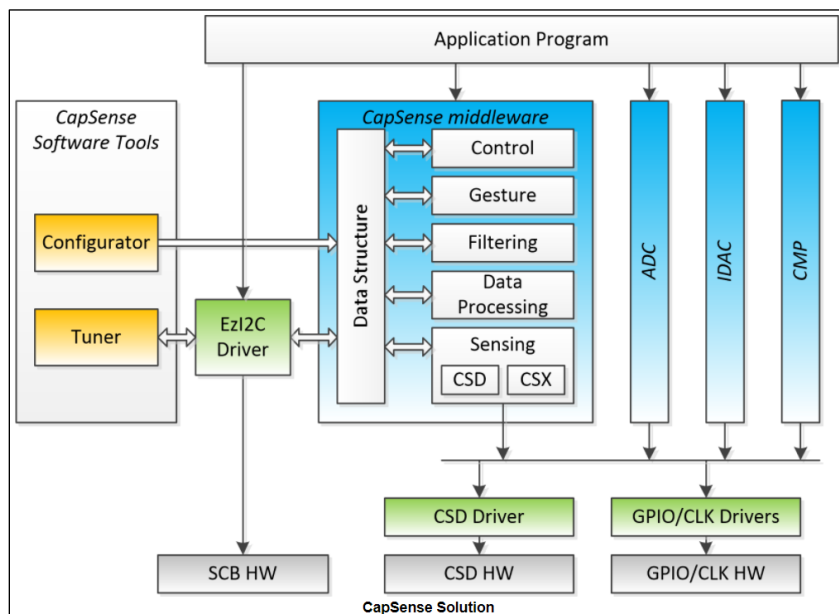 Application Program
CapSense
Software Tools
Configurator
Tuner
EzI2C
Driver
CapSense middleware
Data Structure
Control
Gesture
Filtering
Data
Processing
Sensing
CSD
CSX
ADC
IDAC
CMP
CSD Driver
GPIO/CLK Drivers
SCB HW
CSD HW
GPIO/CLK HW
CapSense Solution